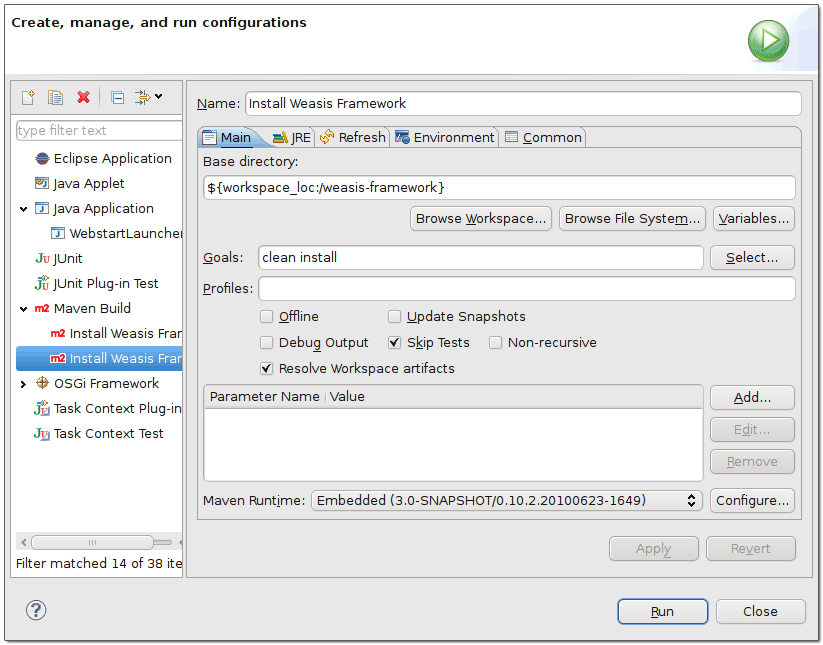 Create, manage, and run configurations
type filter text
Eclipse Application
Java Applet
Java Application
WebstartLauncher
JUnit
JUnit Plug-in Test
m2 Maven Build
m2 Install Weasis Fran
m2 Install Weasis Fran
OSGi Framework
Task Context Plug-in
Task Context Test
Filter matched 14 of 38 ite
Name: Install Weasis Framework
Main JRE Refresh Environment Common
Base directory:
${workspace_loc:/weasis-framework}
Browse Workspace... Browse File System... Variables...
Goals: clean install Select...
Profiles:
Offline Update Snapshots
Debug Output Skip Tests Non-recursive
Resolve Workspace artifacts
Parameter Name Value Add...
Edit...
Remove
Maven Runtime: Embedded (3.0-SNAPSHOT/0.10.2.20100623-1649) Configure...
Apply Revert
? Run Close